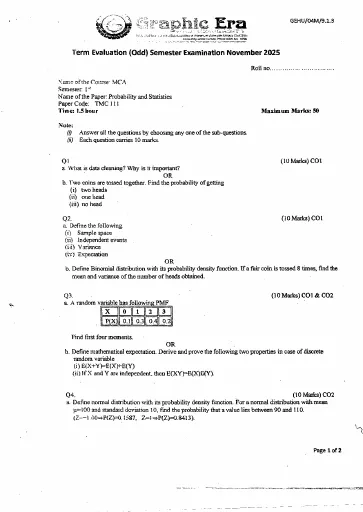 GEHU/04M/9.1.3
Graphic Era
Term Evaluation (Odd) Semester Examination November 2025
Roll no..............................
Name of the Course: MCA
Semester: 1st
Name of the Paper: Probability and Statistics
Paper Code: TMC 111
Time: 1.5 hour Maximum Marks: 50
Note:
(i) Answer all the questions by choosing any one of the sub-questions
(ii) Each question carries 10 marks.
Q1 (10 Marks) CO1
a. What is data cleaning? Why is it important?
OR
b. Two coins are tossed together. Find the probability of getting
(i) two heads
(ii) one head
(iii) no head
Q2. (10 Marks) CO1
a. Define the following.
(i) Sample space
(ii) Independent events
(iii) Variance
(iv) Expectation
OR
b. Define Binomial distribution with its probability density function. If a fair coin is tossed 8 times, find the
mean and variance of the number of heads obtained.
Q3. (10 Marks) CO1 & CO2
a. A random variable has following PMF
X 0 1 2 3
P(X) 0.1 0.3 0.4 0.2
Find first four moments.
OR
b. Define mathematical expectation. Derive and prove the following two properties in case of discrete
random variable
(i) E(X+Y)=E(X)+E(Y)
(ii) If X and Y are independent, then E(XY)=E(X)E(Y).
Q4. (10 Marks) CO2
a. Define normal distribution with its probability density function. For a normal distribution with mean
μ=100 and standard deviation 10, find the probability that a value lies between 90 and 110.
(Z=-1.00⇒P(Z)=0.1587, Z=1⇒P(Z)=0.8413).
Page 1 of 2